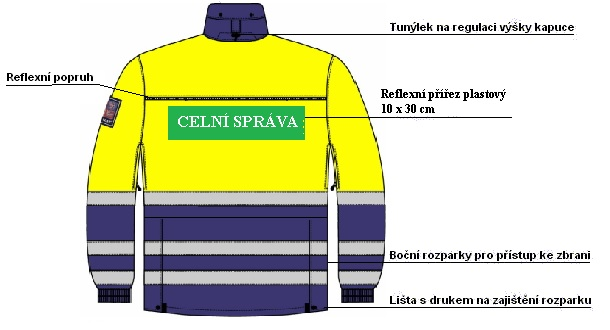 Tunýlek na regulaci výšky kapuce
Reflexní popruh
Reflexní přířez plastový
10 x 30 cm
CELNÍ SPRÁVA
Boční rozparky pro přístup ke zbrani
Lišta s drukem na zajištění rozparku